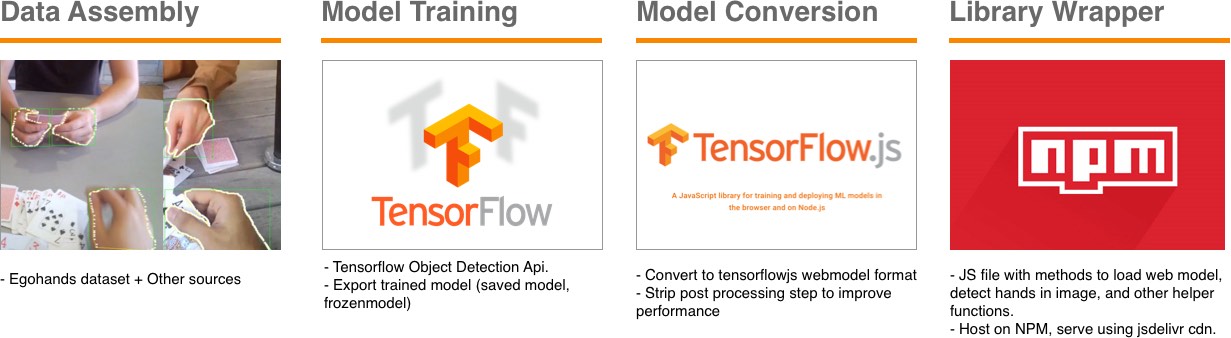 Data Assembly
- Egohands dataset + Other sources
Model Training
TensorFlow
- Tensorflow Object Detection Api.
- Export trained model (saved model,
frozenmodel)
Model Conversion
TensorFlow.js
A JavaScript library for training and deploying ML models in
the browser and on Node.js
- Convert to tensorflowjs webmodel format
- Strip post processing step to improve
performance
Library Wrapper
npm
- JS file with methods to load web model,
detect hands in image, and other helper
functions.
- Host on NPM, serve using jsdelivr cdn.